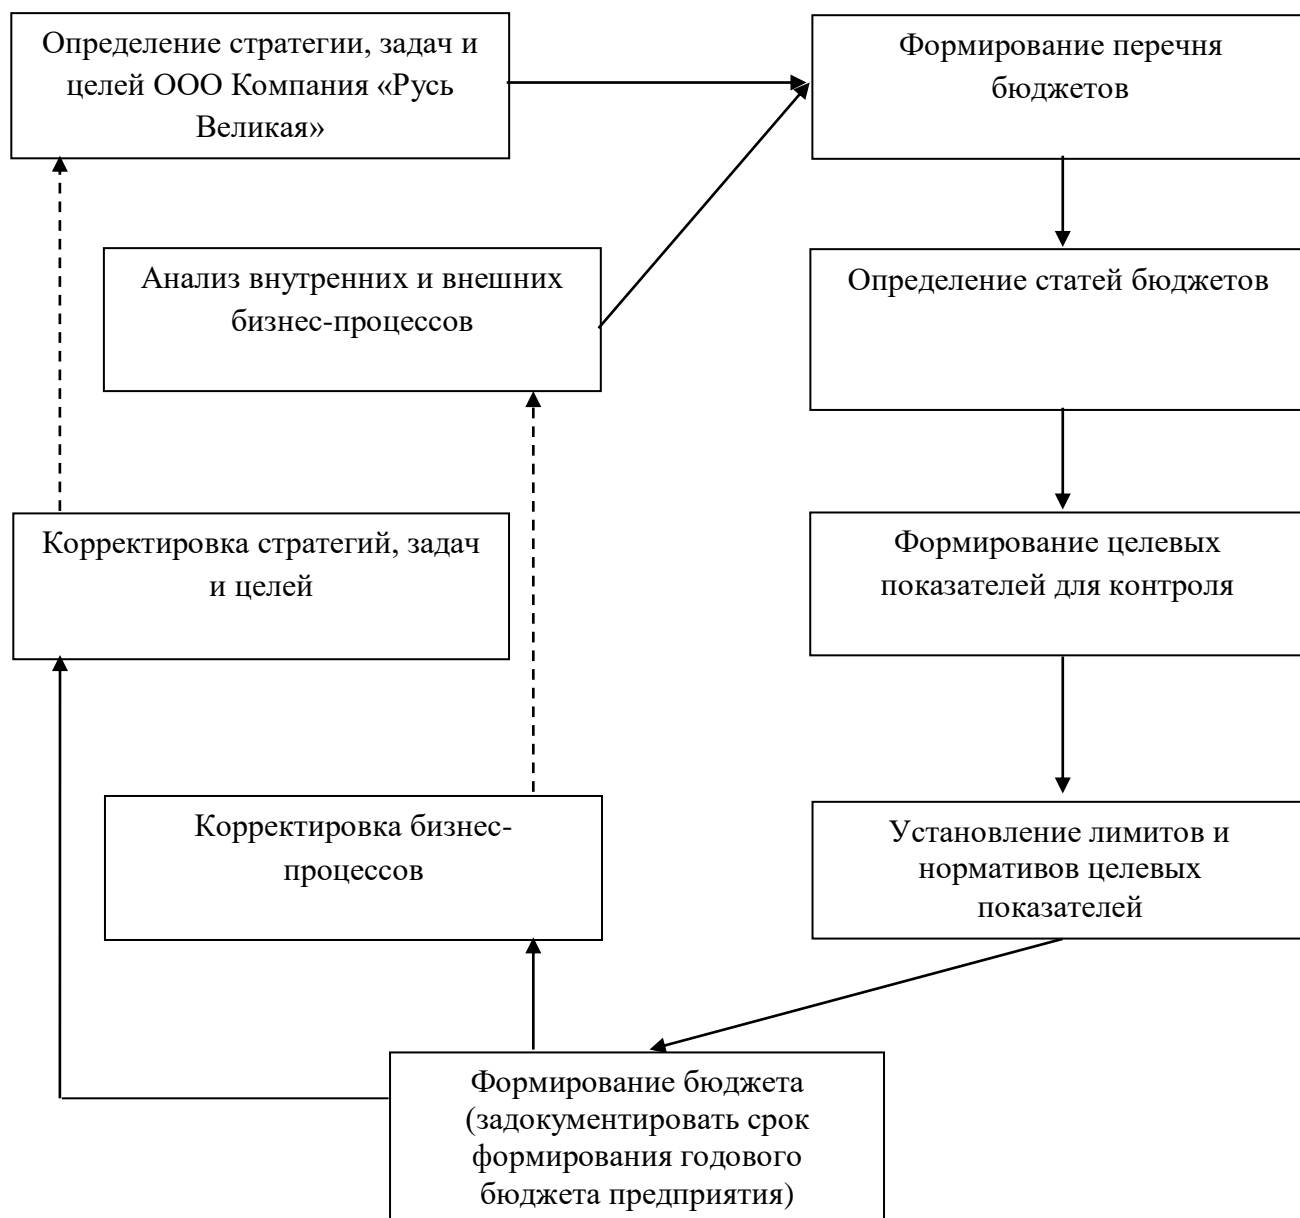 Определение стратегии, задач и
целей ООО Компания «Русь
Великая»
Формирование перечня
бюджетов
Анализ внутренних и внешних
бизнес-процессов
Определение статей бюджетов
Корректировка стратегий, задач
и целей
Формирование целевых
показателей для контроля
Корректировка бизнес-
процессов
Установление лимитов и
нормативов целевых
показателей
Формирование бюджета
(задокументировать срок
формирования годового
бюджета предприятия)